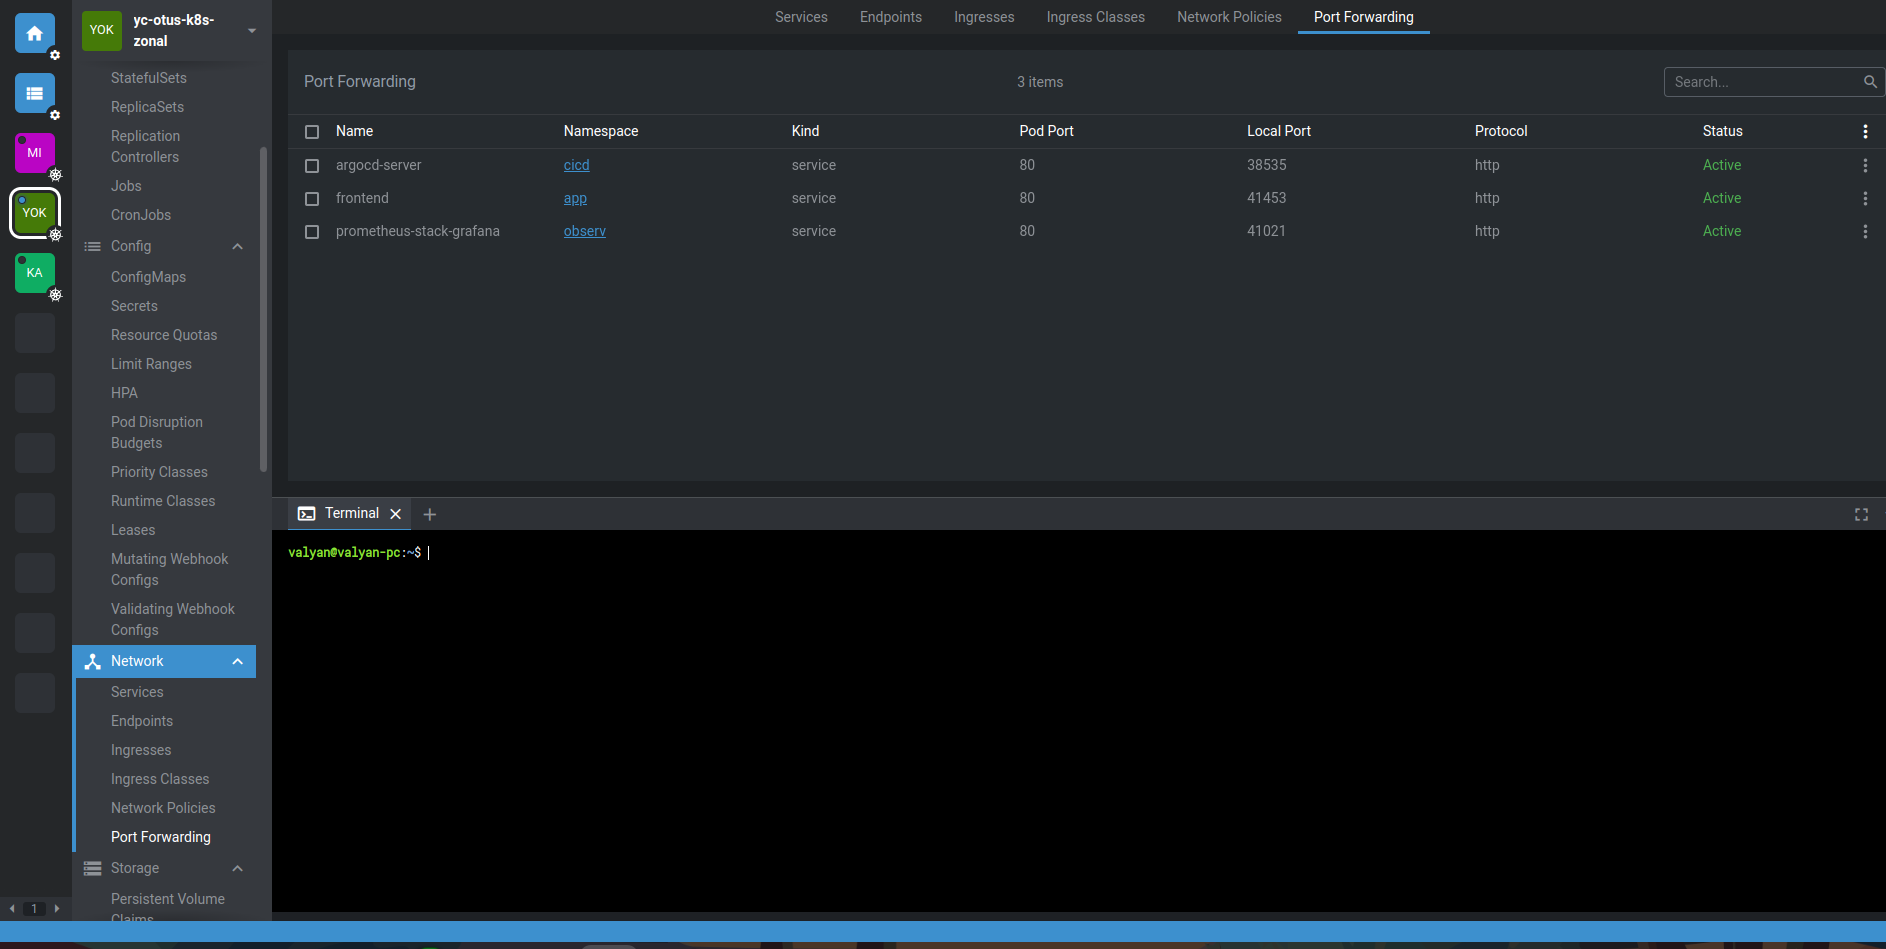 YOK
yc-otus-k8s-
zonal
MI
YOK
KA
1
StatefulSets
ReplicaSets
Replication
Controllers
Jobs
CronJobs
Config
ConfigMaps
Secrets
Resource Quotas
Limit Ranges
HPA
Pod Disruption
Budgets
Priority Classes
Runtime Classes
Leases
Mutating Webhook
Configs
Validating Webhook
Configs
Network
Services
Endpoints
Ingresses
Ingress Classes
Network Policies
Port Forwarding
Storage
Persistent Volume
Claims
Services Endpoints Ingresses Ingress Classes Network Policies Port Forwarding
Port Forwarding 3 items Search...
Name Namespace Kind Pod Port Local Port Protocol Status
argocd-server cicd service 80 38535 http Active
frontend app service 80 41453 http Active
prometheus-stack-grafana observ service 80 41021 http Active
Terminal
valyan@valyan-pc:~$